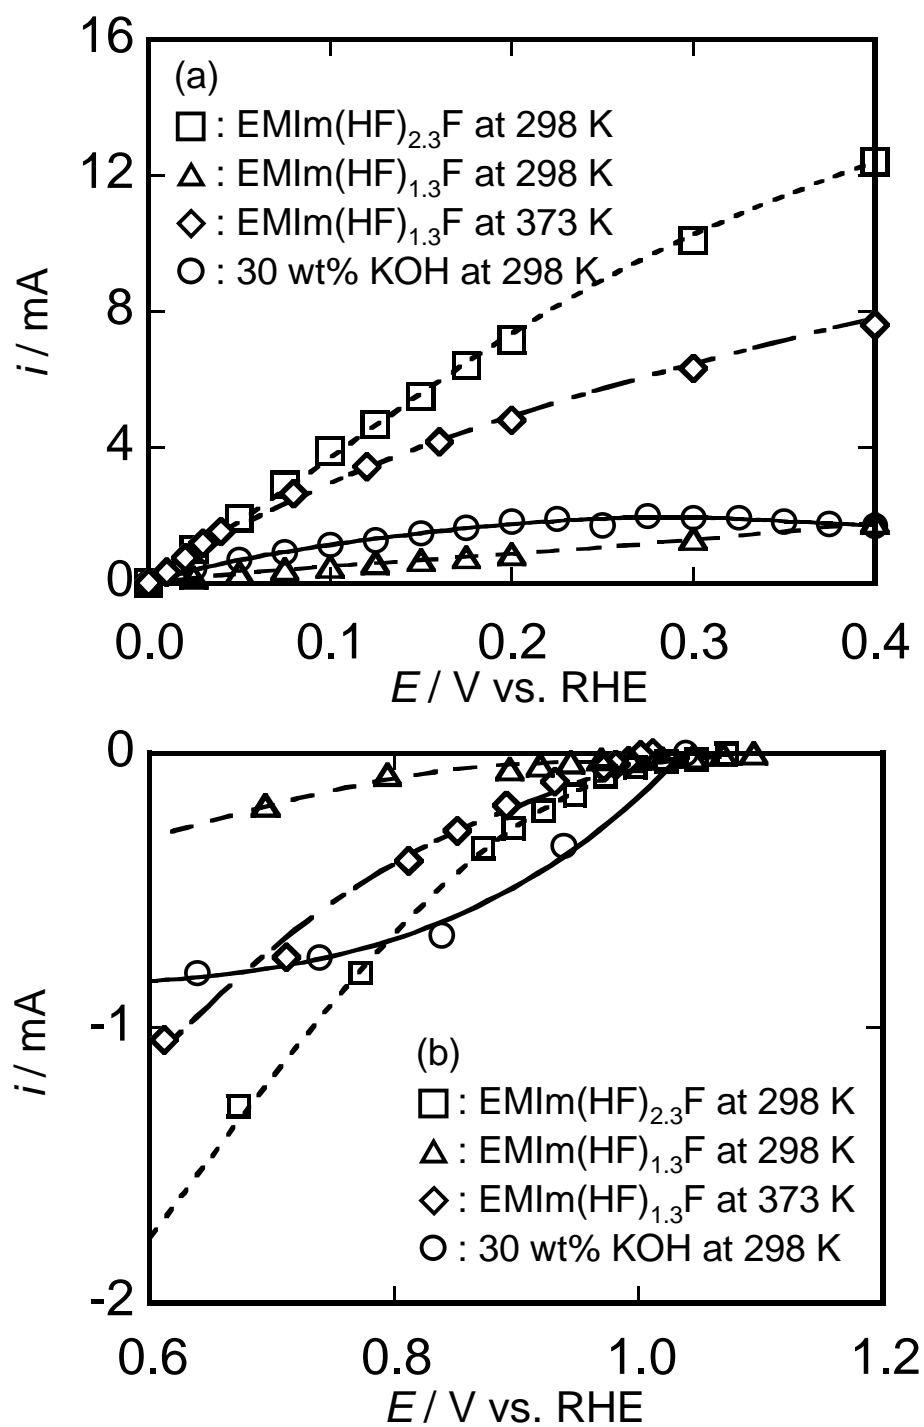 16
(a)
□ : EMIm(HF)₂.₃F at 298 K
△ : EMIm(HF)₁.₃F at 298 K
◇ : EMIm(HF)₁.₃F at 373 K
○ : 30 wt% KOH at 298 K
12
8
4
0
i / mA
0.0 0.1 0.2 0.3 0.4
E / V vs. RHE
0
-1
-2
i / mA
(b)
□ : EMIm(HF)₂.₃F at 298 K
△ : EMIm(HF)₁.₃F at 298 K
◇ : EMIm(HF)₁.₃F at 373 K
○ : 30 wt% KOH at 298 K
0.6 0.8 1.0 1.2
E / V vs. RHE